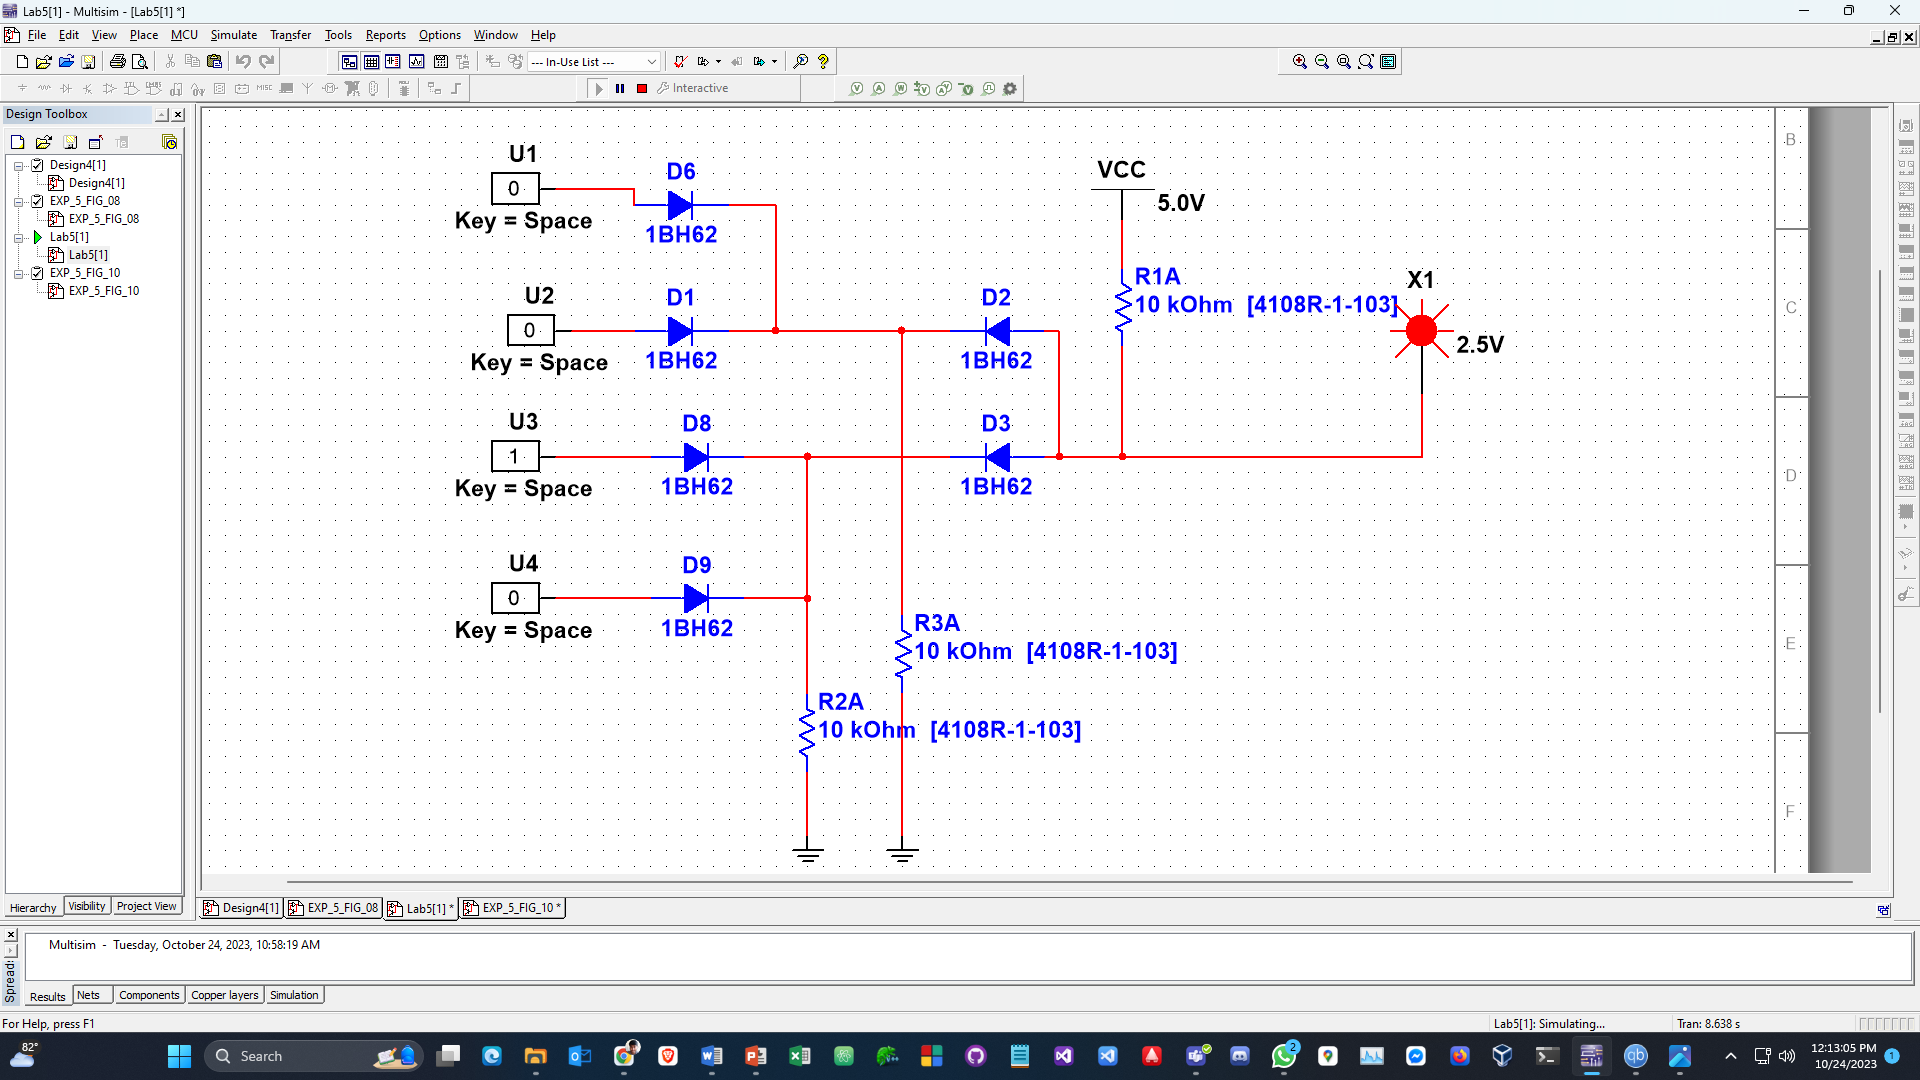 Lab5[1] - Multisim - [Lab5[1] *]
File Edit View Place MCU Simulate Transfer Tools Reports Options Window Help
--- In-Use List ---
Interactive
Design Toolbox
Design4[1]
Design4[1]
EXP_5_FIG_08
EXP_5_FIG_08
Lab5[1]
Lab5[1]
EXP_5_FIG_10
EXP_5_FIG_10
Hierarchy Visibility Project View
U1
0
Key = Space
D6
1BH62
U2
0
Key = Space
D1
1BH62
D2
1BH62
VCC
5.0V
R1A
10 kOhm [4108R-1-103]
X1
2.5V
U3
1
Key = Space
D8
1BH62
D3
1BH62
U4
0
Key = Space
D9
1BH62
R3A
10 kOhm [4108R-1-103]
R2A
10 kOhm [4108R-1-103]
B
C
D
E
F
Design4[1] EXP_5_FIG_08 Lab5[1] * EXP_5_FIG_10 *
Multisim - Tuesday, October 24, 2023, 10:58:19 AM
Spreads
Results Nets Components Copper layers Simulation
For Help, press F1
Lab5[1]: Simulating...
Tran: 8.638 s
82°
Search
2
12:13:05 PM
10/24/2023
1